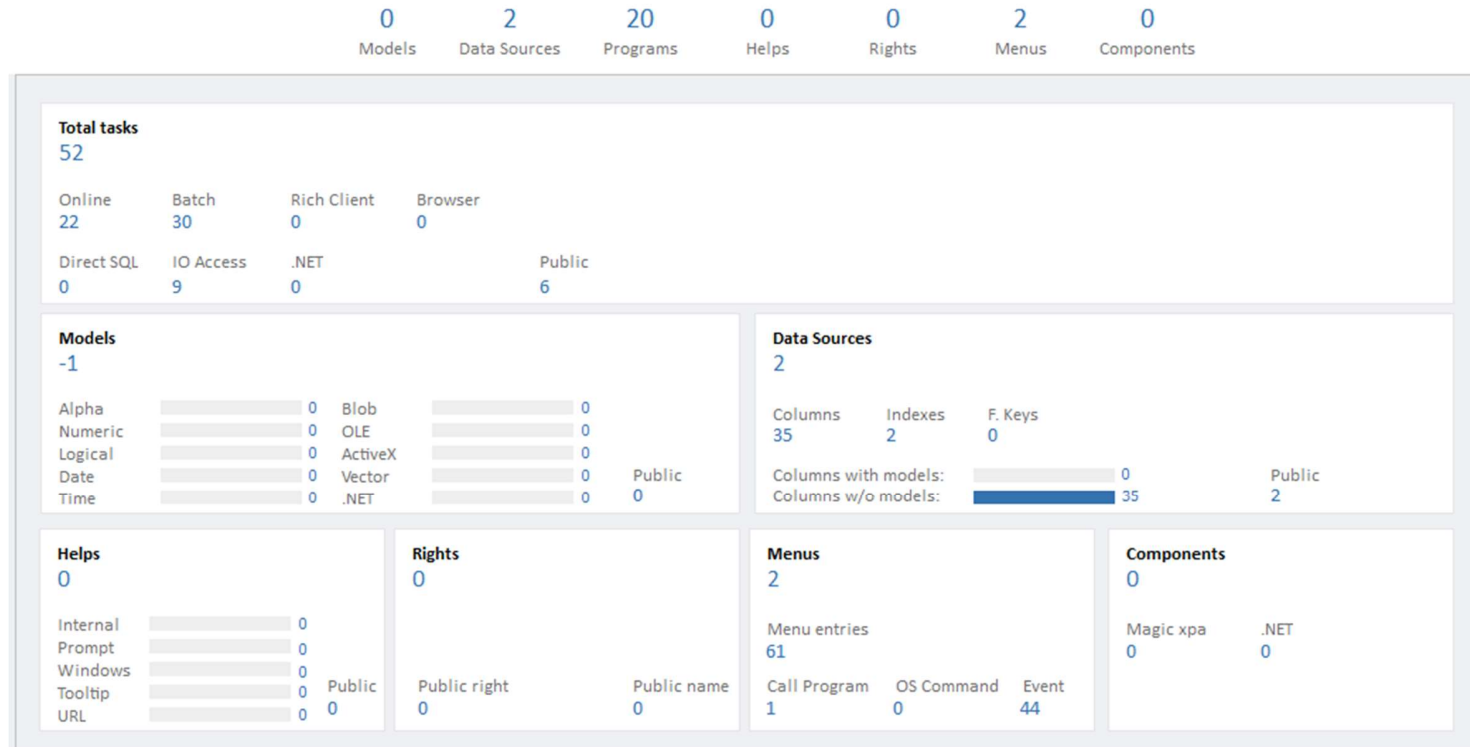 0 2 20 0 0 2 0
Models Data Sources Programs Helps Rights Menus Components
Total tasks
52
Online Batch Rich Client Browser
22 30 0 0
Direct SQL IO Access .NET Public
0 9 0 6
Models
-1
Alpha 0 Blob 0
Numeric 0 OLE 0
Logical 0 ActiveX 0
Date 0 Vector 0 Public
Time 0 .NET 0 0
Data Sources
2
Columns Indexes F. Keys
35 2 0
Columns with models: 0 Public
Columns w/o models: 35 2
Helps
0
Internal 0
Prompt 0
Windows 0
Tooltip 0 Public
URL 0 0
Rights
0
Public right Public name
0 0
Menus
2
Menu entries
61
Call Program OS Command Event
1 0 44
Components
0
Magic xpa .NET
0 0